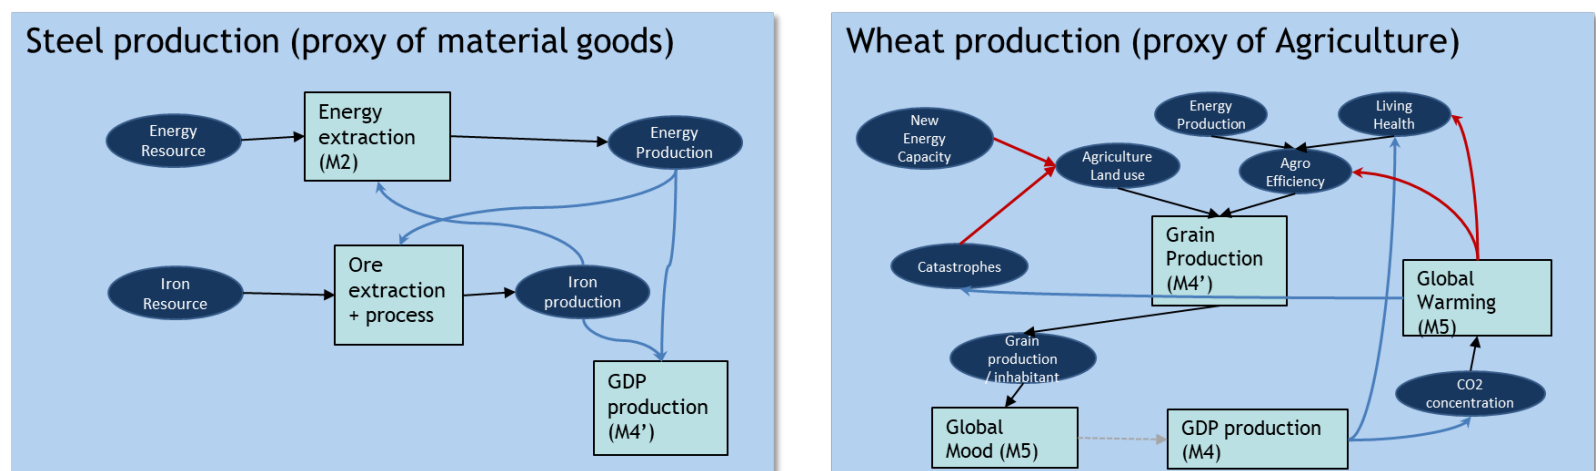 Steel production (proxy of material goods)
Energy
Resource
Energy
extraction
(M2)
Energy
Production
Iron
Resource
Ore
extraction
+ process
Iron
production
GDP
production
(M4’)
Wheat production (proxy of Agriculture)
New
Energy
Capacity
Energy
Production
Living
Health
Agriculture
Land use
Agro
Efficiency
Catastrophes
Grain
Production
(M4’)
Global
Warming
(M5)
Grain
production
/ inhabitant
CO2
concentration
Global
Mood (M5)
GDP production
(M4)